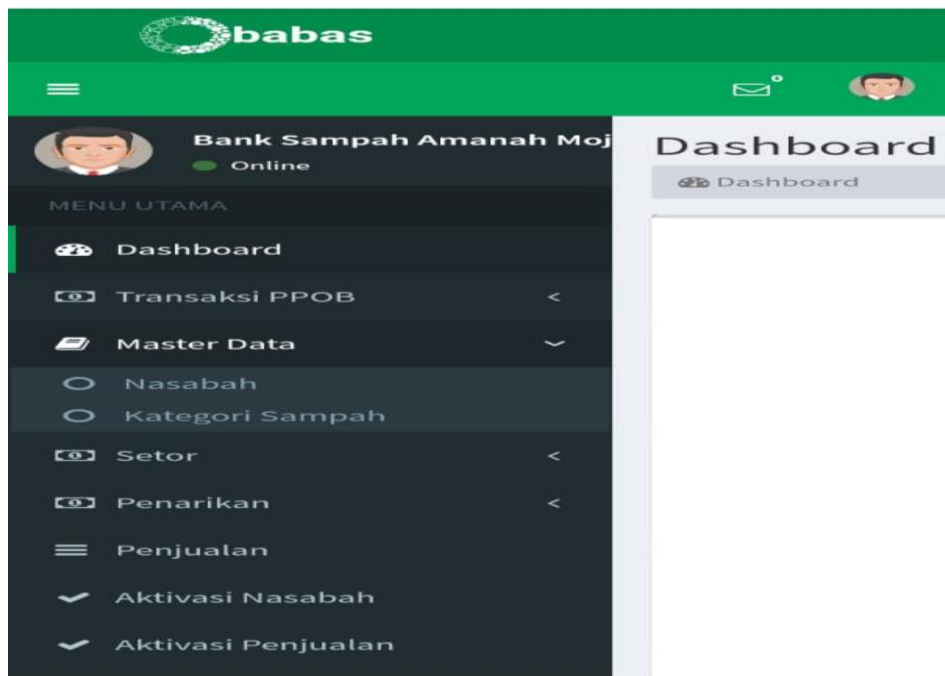 babas
0
Bank Sampah Amanah Moj
Online
MENU UTAMA
Dashboard
Transaksi PPOB
Master Data
Nasabah
Kategori Sampah
Setor
Penarikan
Penjualan
Aktivasi Nasabah
Aktivasi Penjualan
Dashboard
Dashboard